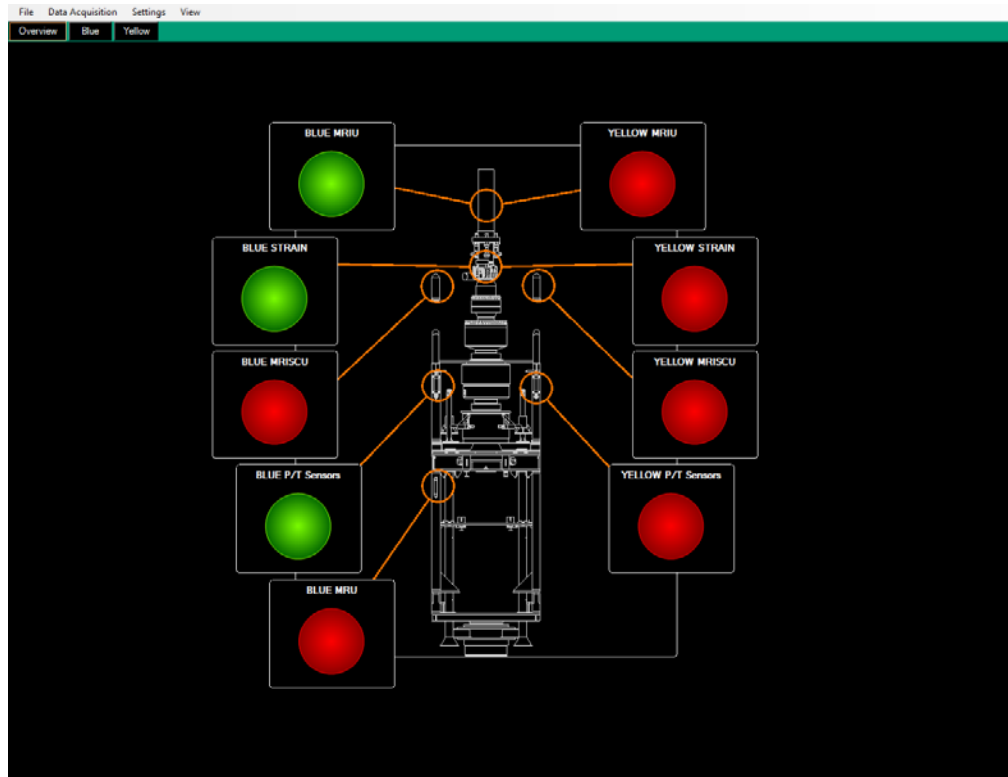 File Data Acquisition Settings View
Overview Blue Yellow
BLUE MRIU
YELLOW MRIU
BLUE STRAIN
YELLOW STRAIN
BLUE MRISCU
YELLOW MRISCU
BLUE P/T Sensors
YELLOW P/T Sensors
BLUE MRU